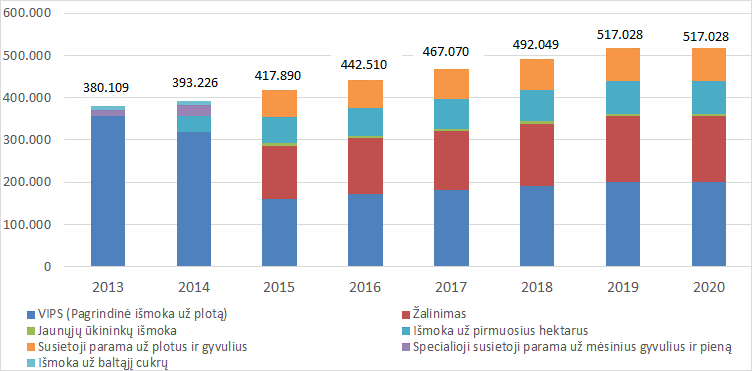 600.000
517.028
517.028
492.049
467.070
500.000
442.510
417.890
393.226
380.109
400.000
300.000
200.000
100.000
0
2013 2014 2015 2016 2017 2018 2019 2020
VIPS (Pagrindinė išmoka už plotą)
Žalinimas
Jaunųjų ūkininkų išmoka
Išmoka už pirmuosius hektarus
Susietoji parama už plotus ir gyvulius
Specialioji susietoji parama už mėsinius gyvulius ir pieną
Išmoka už baltąjį cukrų